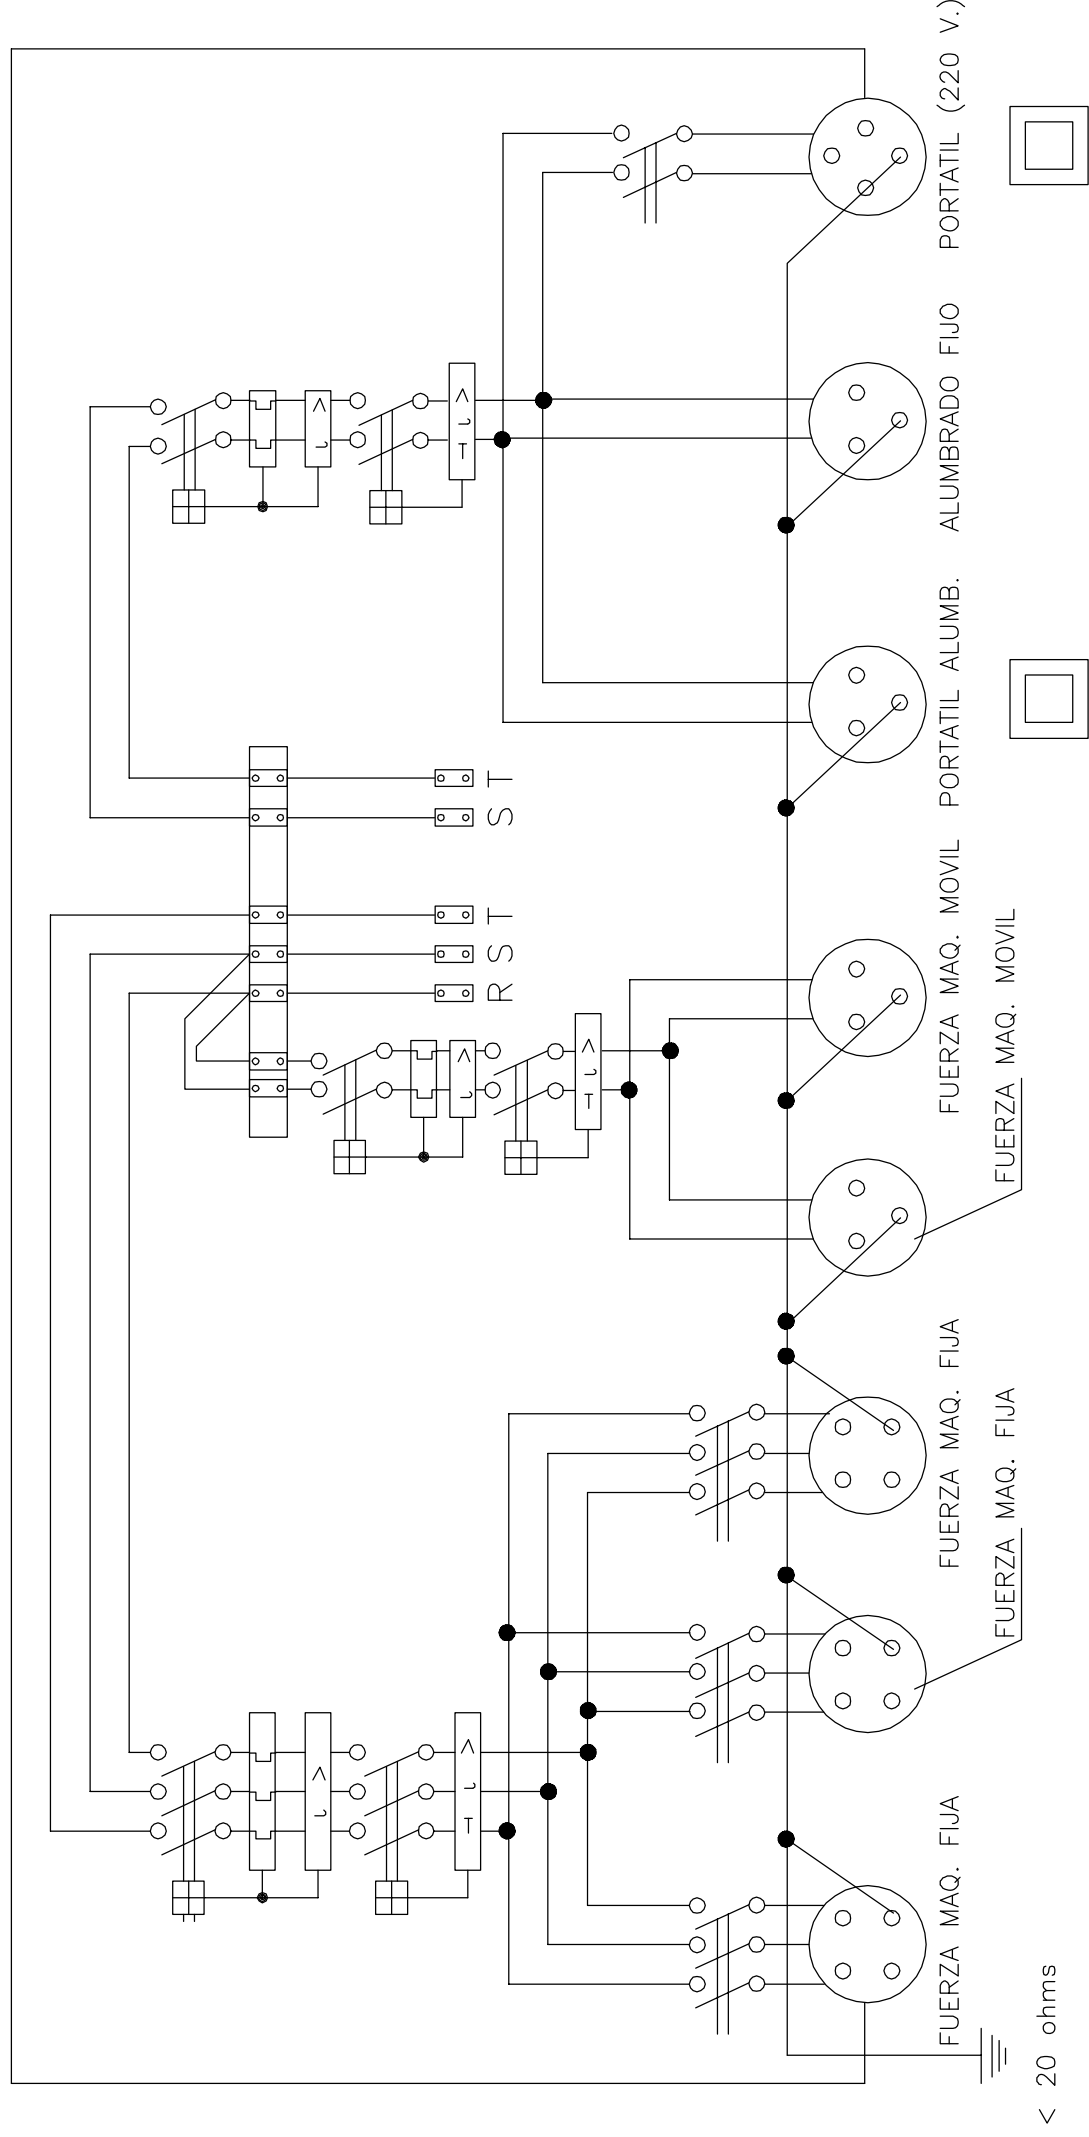 R S T
S T
FUERZA MAQ. FIJA
FUERZA MAQ. FIJA
FUERZA MAQ. MOVIL
PORTATIL ALUMB.
ALUMBRADO FIJO
PORTATIL (220 V.)
FUERZA MAQ. FIJA
FUERZA MAQ. MOVIL
< 20 ohms